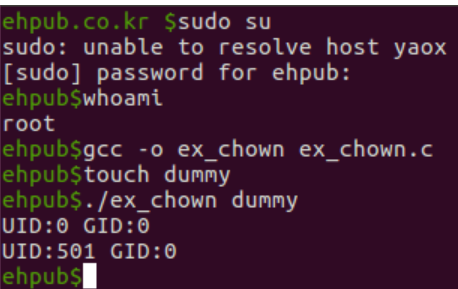 ehpub.co.kr $sudo su
sudo: unable to resolve host yaox
[sudo] password for ehpub:
ehpub$whoami
root
ehpub$gcc -o ex_chown ex_chown.c
ehpub$touch dummy
ehpub$./ex_chown dummy
UID:0 GID:0
UID:501 GID:0
ehpub$